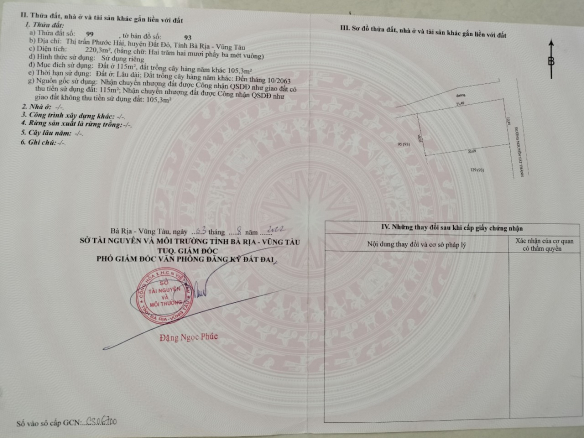 II. Thửa đất, nhà ở và tài sản khác gắn liền với đất
1. Thửa đất:
a) Thửa đất số: 99 , tờ bản đồ số: 93
b) Địa chỉ: Thị trấn Phước Hải, huyện Đất Đỏ, Tỉnh Bà Rịa - Vũng Tàu
c) Diện tích: 220,3m² (bằng chữ: Hai trăm hai mươi phẩy ba mét vuông)
d) Hình thức sử dụng: Sử dụng riêng
đ) Mục đích sử dụng: Đất ở 115m², đất trồng cây hàng năm khác 105,3m²
e) Thời hạn sử dụng: Đất ở: Lâu dài; Đất trồng cây hàng năm khác: Đến tháng 10/2063
g) Nguồn gốc sử dụng: Nhận chuyển nhượng đất được Công nhận QSDĐ như giao đất có
thu tiền sử dụng đất: 115m²; Nhận chuyển nhượng đất được Công nhận QSDĐ như
giao đất không thu tiền sử dụng đất: 105,3m²
2. Nhà ở: -/-
3. Công trình xây dựng khác: -/-
4. Rừng sản xuất là rừng trồng: -/-
5. Cây lâu năm: -/-
6. Ghi chú: -/-
Bà Rịa - Vũng Tàu, ngày 03 tháng 8 năm 2022
SỞ TÀI NGUYÊN VÀ MÔI TRƯỜNG TỈNH BÀ RỊA - VŨNG TÀU
TUQ. GIÁM ĐỐC
PHÓ GIÁM ĐỐC VĂN PHÒNG ĐĂNG KÝ ĐẤT ĐAI
SỞ
TÀI NGUYÊN
VÀ
MÔI TRƯỜNG
Đặng Ngọc Phúc
Số vào sổ cấp GCN:
III. Sơ đồ thửa đất, nhà ở và tài sản khác gắn liền với đất
B
IV. Những thay đổi sau khi cấp giấy chứng nhận
Nội dung thay đổi và cơ sở pháp lý
Xác nhận của cơ quan
có thẩm quyền